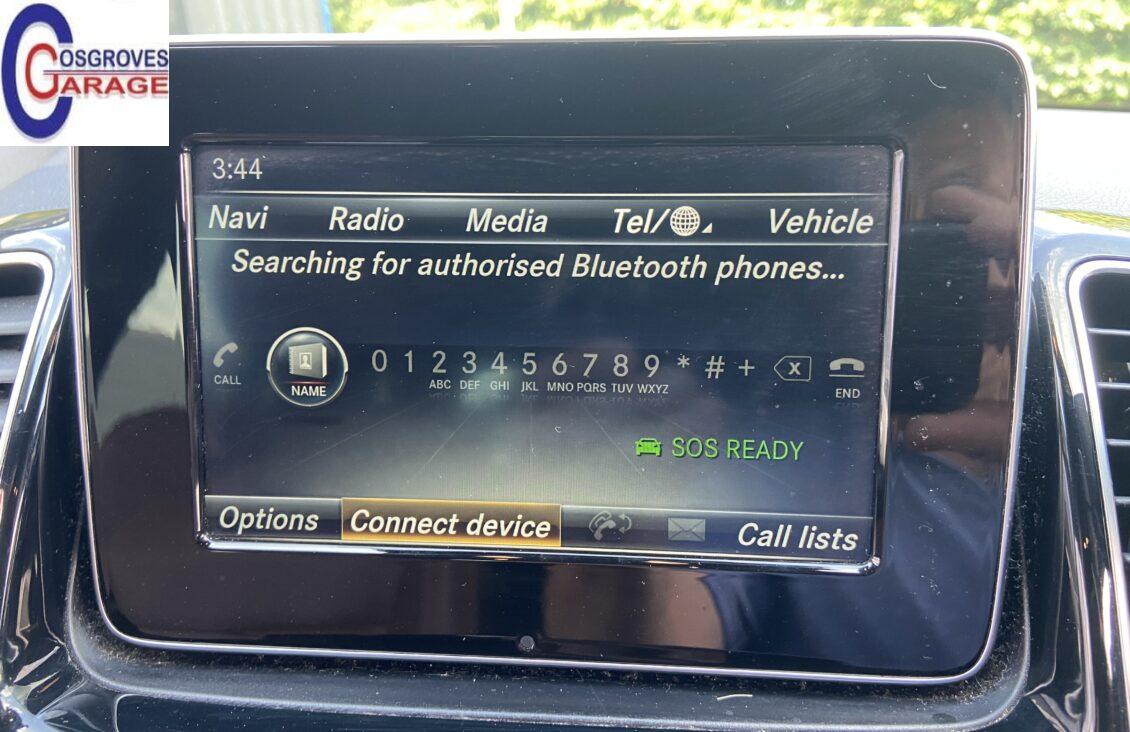 COSGROVES
GARAGE
3:44
Navi Radio Media Tel/ Vehicle
Searching for authorised Bluetooth phones...
CALL NAME 0 1 2 3 4 5 6 7 8 9 * # + X END
ABC DEF GHI JKL MNO PQRS TUV WXYZ
SOS READY
Options Connect device Call lists